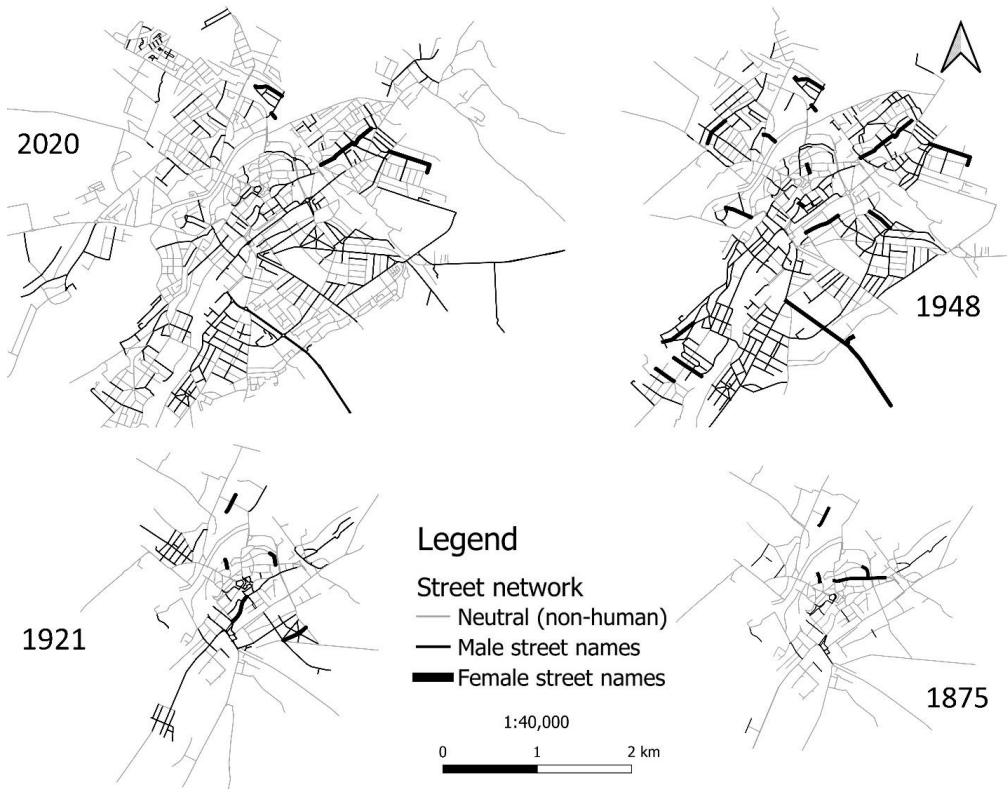 2020
1948
1921
Legend
Street network
Neutral (non-human)
Male street names
Female street names
1:40,000
0 1 2 km
1875